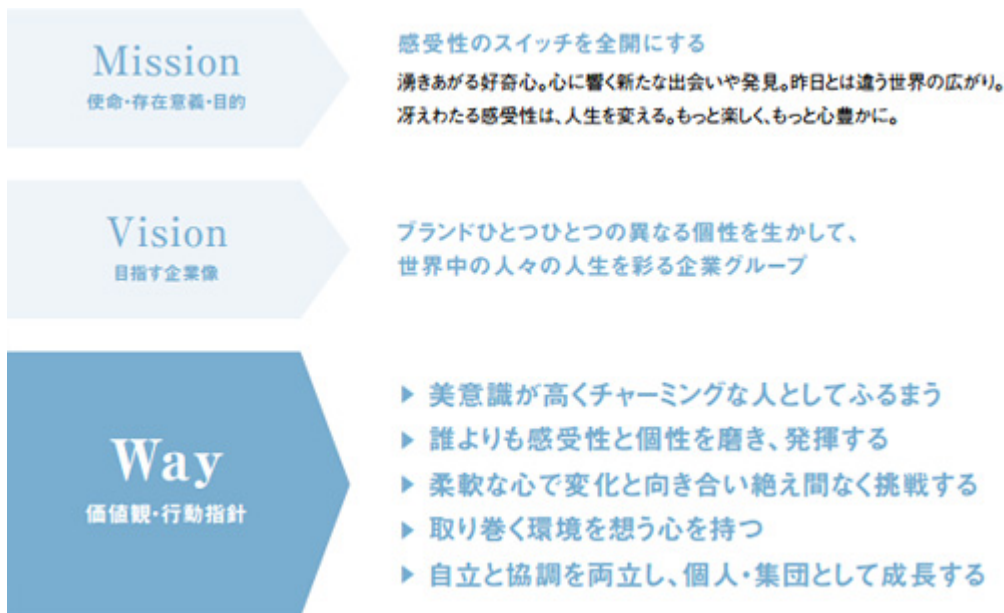 Mission
使命・存在意義・目的
感受性のスイッチを全開にする
湧きあがる好奇心。心に響く新たな出会いや発見。昨日とは違う世界の広がり。
冴えわたる感受性は、人生を変える。もっと楽しく、もっと心豊かに。
Vision
目指す企業像
ブランドひとつひとつの異なる個性を生かして、
世界中の人々の人生を彩る企業グループ
Way
価値観・行動指針
▶ 美意識が高くチャーミングな人としてふるまう
▶ 誰よりも感受性と個性を磨き、発揮する
▶ 柔軟な心で変化と向き合い絶え間なく挑戦する
▶ 取り巻く環境を想う心を持つ
▶ 自立と協調を両立し、個人・集団として成長する